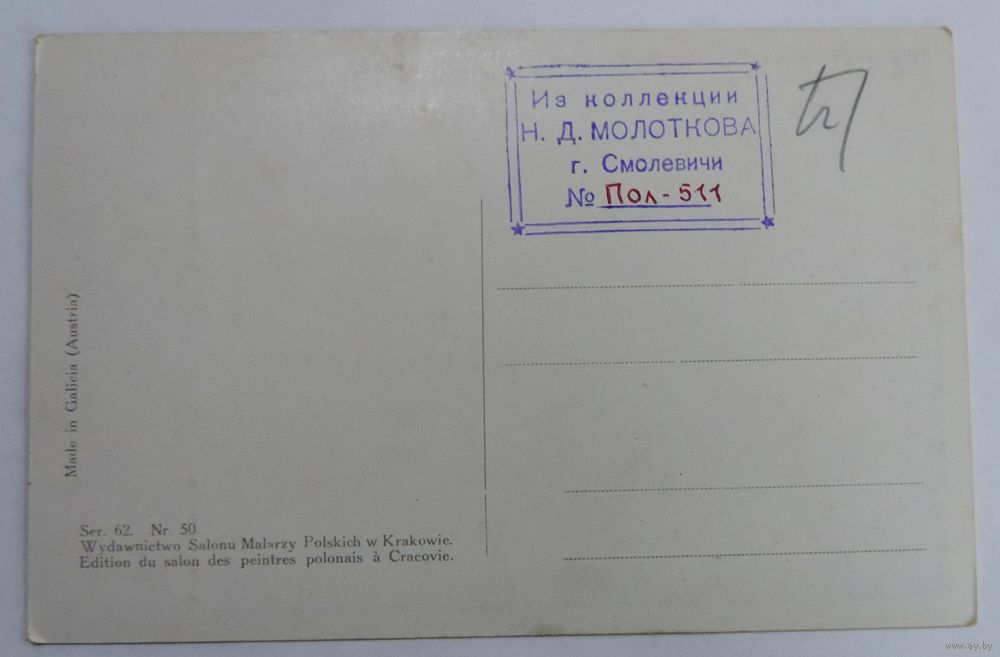 Из коллекции
Н. Д. МОЛОТКОВА
г. Смолевичи
№ Пол-511
Made in Galicia (Austria)
Ser. 62. Nr. 50.
Wydawnictwo Salonu Malarzy Polskich w Krakowie.
Edition du salon des peintres polonais à Cracovie.
www.ay.by